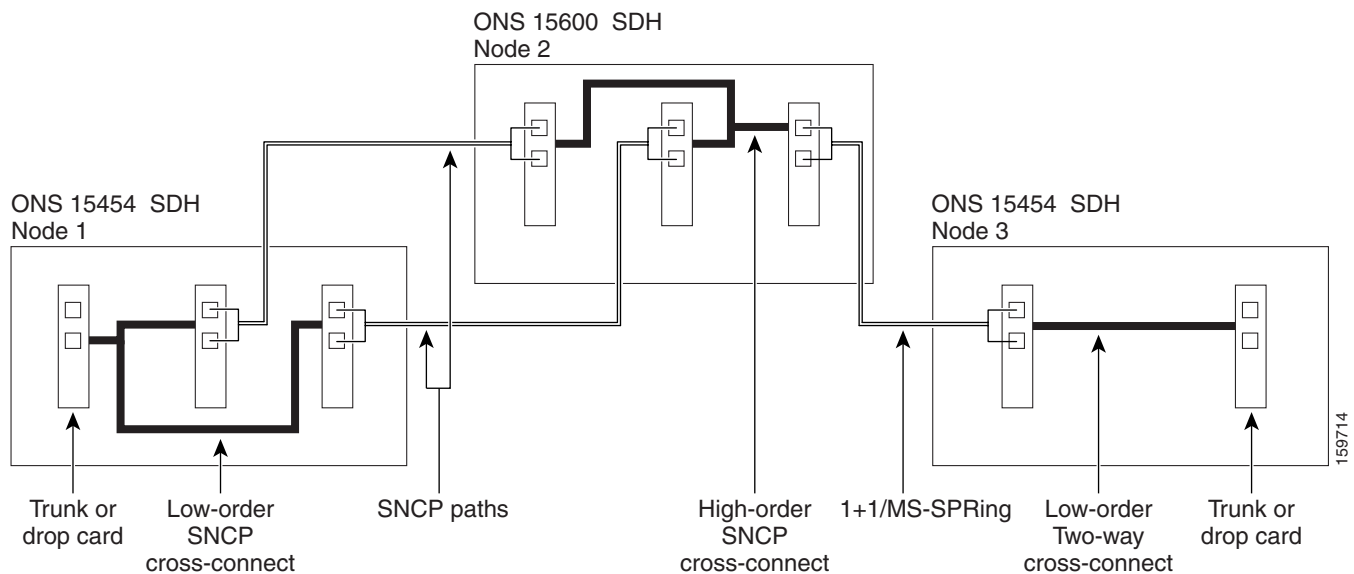 ONS 15600 SDH
Node 2
ONS 15454 SDH
Node 1
ONS 15454 SDH
Node 3
159714
Trunk or
drop card
Low-order
SNCP
cross-connect
SNCP paths
High-order
SNCP
cross-connect
1+1/MS-SPRing
Low-order
Two-way
cross-connect
Trunk or
drop card